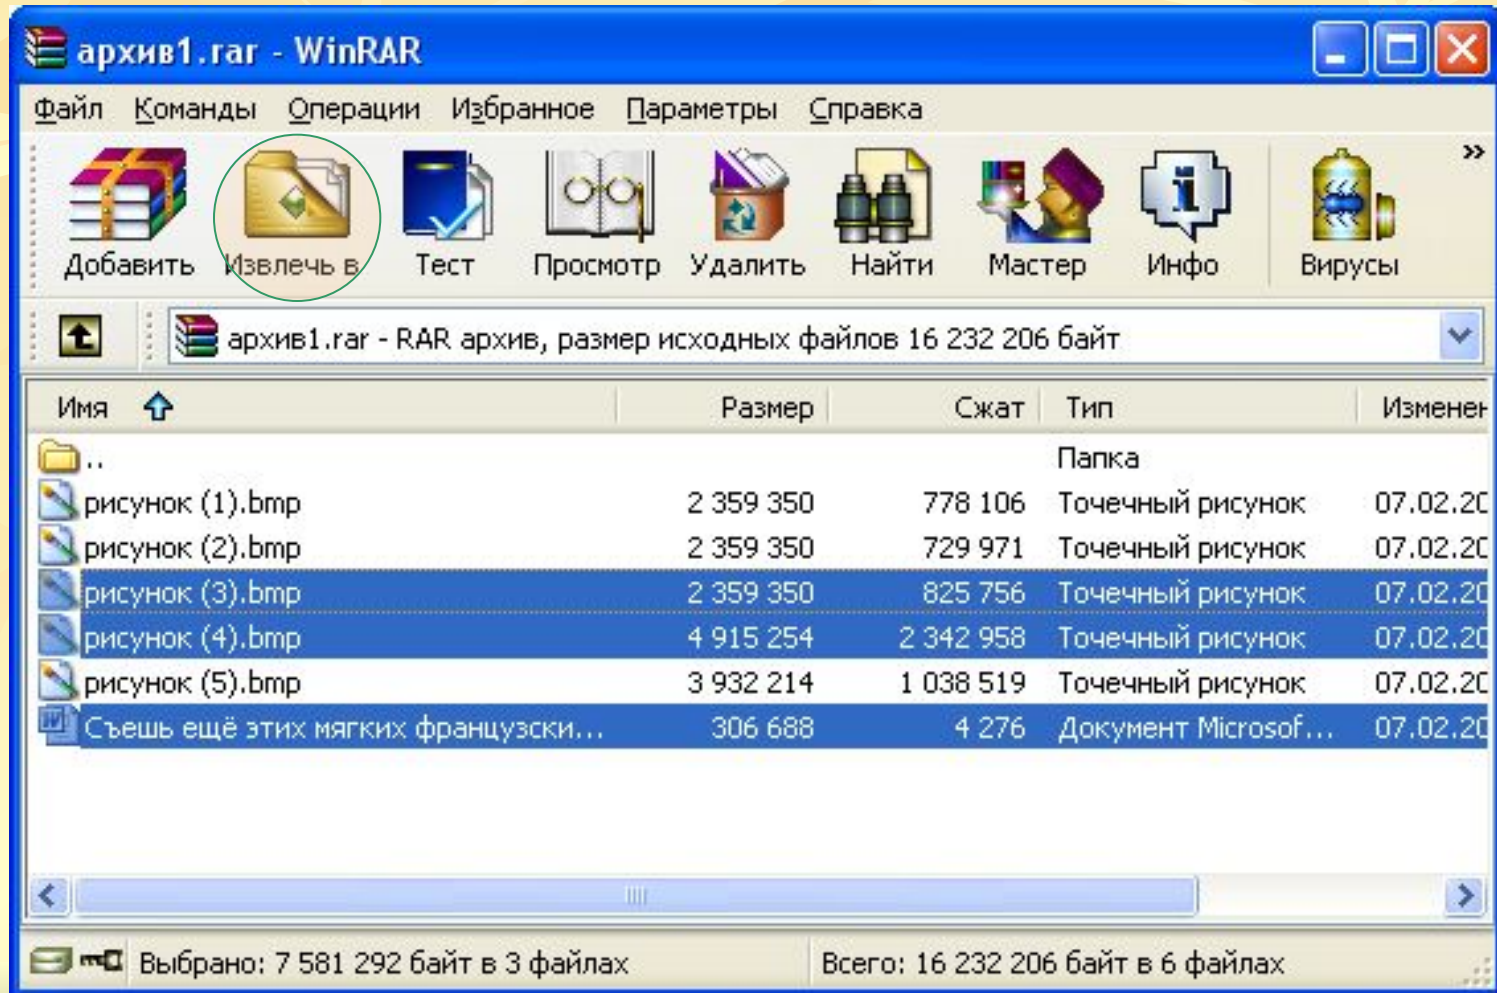 архив1.rar - WinRAR
Файл Команды Операции Избранное Параметры Справка
»
Добавить Извлечь в Тест Просмотр Удалить Найти Мастер Инфо Вирусы
архив1.rar - RAR архив, размер исходных файлов 16 232 206 байт
Имя Размер Сжат Тип Изменен
.. Папка
рисунок (1).bmp 2 359 350 778 106 Точечный рисунок 07.02.20
рисунок (2).bmp 2 359 350 729 971 Точечный рисунок 07.02.20
рисунок (3).bmp 2 359 350 825 756 Точечный рисунок 07.02.20
рисунок (4).bmp 4 915 254 2 342 958 Точечный рисунок 07.02.20
рисунок (5).bmp 3 932 214 1 038 519 Точечный рисунок 07.02.20
Съешь ещё этих мягких французски... 306 688 4 276 Документ Microsof... 07.02.20
Выбрано: 7 581 292 байт в 3 файлах Всего: 16 232 206 байт в 6 файлах